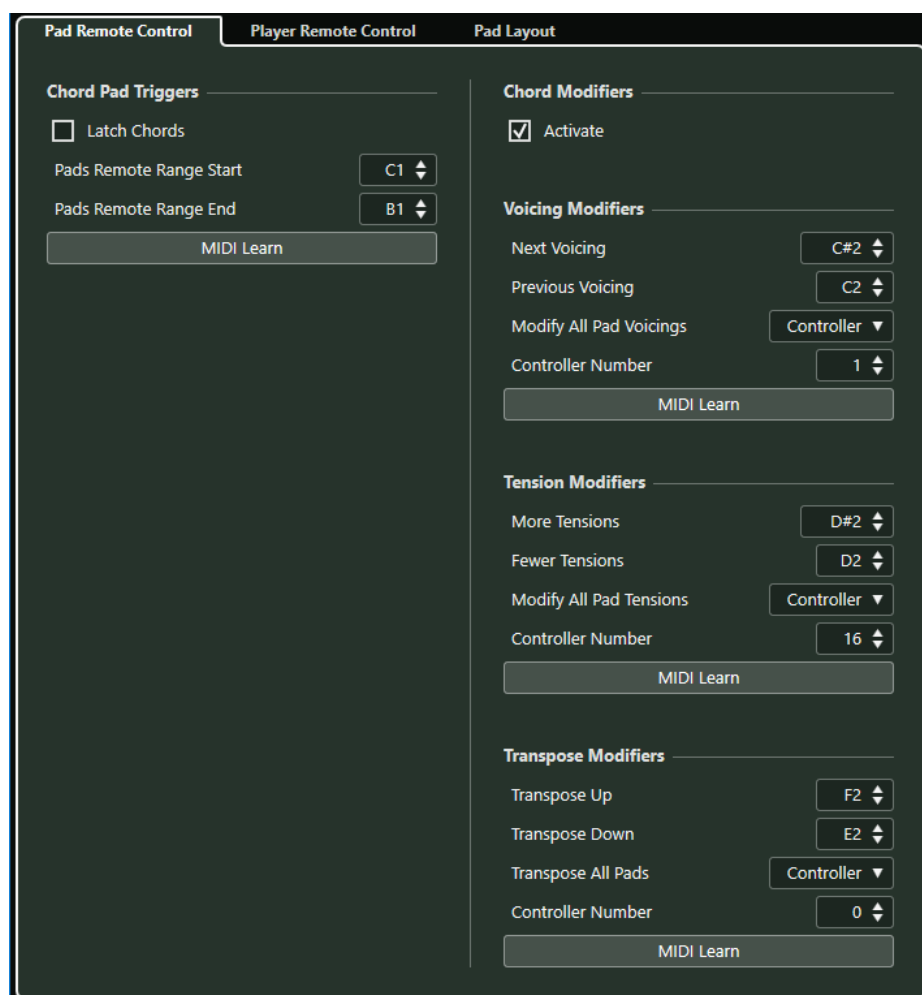 Pad Remote Control Player Remote Control Pad Layout
Chord Pad Triggers
Latch Chords
Pads Remote Range Start C1
Pads Remote Range End B1
MIDI Learn
Chord Modifiers
Activate
Voicing Modifiers
Next Voicing C#2
Previous Voicing C2
Modify All Pad Voicings Controller
Controller Number 1
MIDI Learn
Tension Modifiers
More Tensions D#2
Fewer Tensions D2
Modify All Pad Tensions Controller
Controller Number 16
MIDI Learn
Transpose Modifiers
Transpose Up F2
Transpose Down E2
Transpose All Pads Controller
Controller Number 0
MIDI Learn